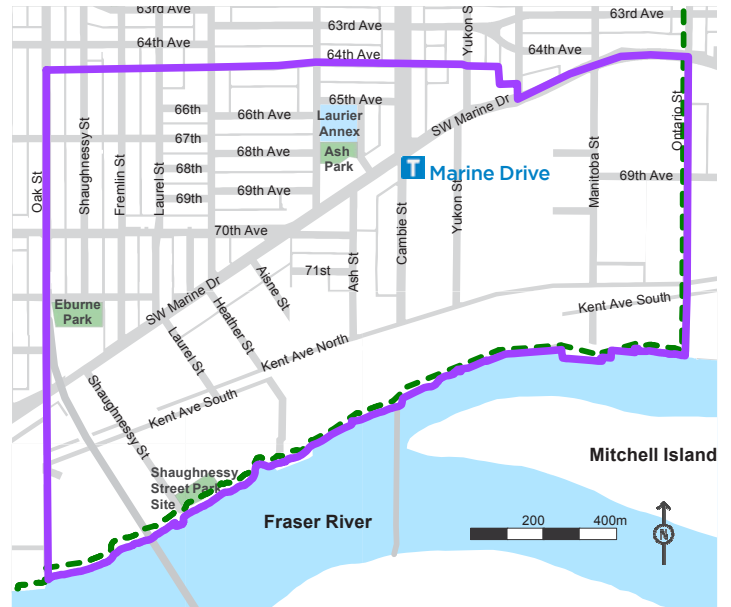 63rd Ave
63rd Ave
63rd Ave
64th Ave
64th Ave
64th Ave
Yukon S
65th Ave
66th
66th Ave
Laurier
Annex
SW Marine Dr
Ontario St
67th
68th Ave
Ash
Park
68th
T Marine Drive
69th Ave
69th Ave
69th
Oak St
Shaughnessy St
Fremlin St
Laurel St
Cambie St
Yukon St
Manitoba St
70th Ave
71st
Ash St
Aisne St
SW Marine Dr
Heather St
Laurel St
Eburne
Park
Kent Ave South
Kent Ave North
Kent Ave South
Shaughnessy St
Shaughnessy
Street Park
Site
Mitchell Island
Fraser River
200
400m
N